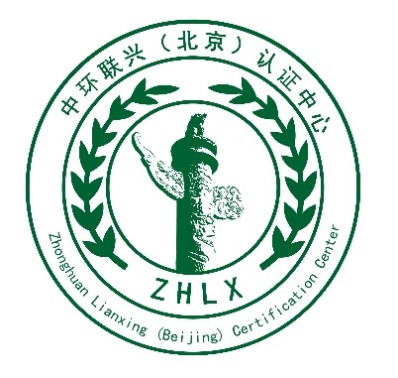 中环联兴（北京）认证中心
ZHLX
Zhonghuan Lianxing (Beijing) Certification Center